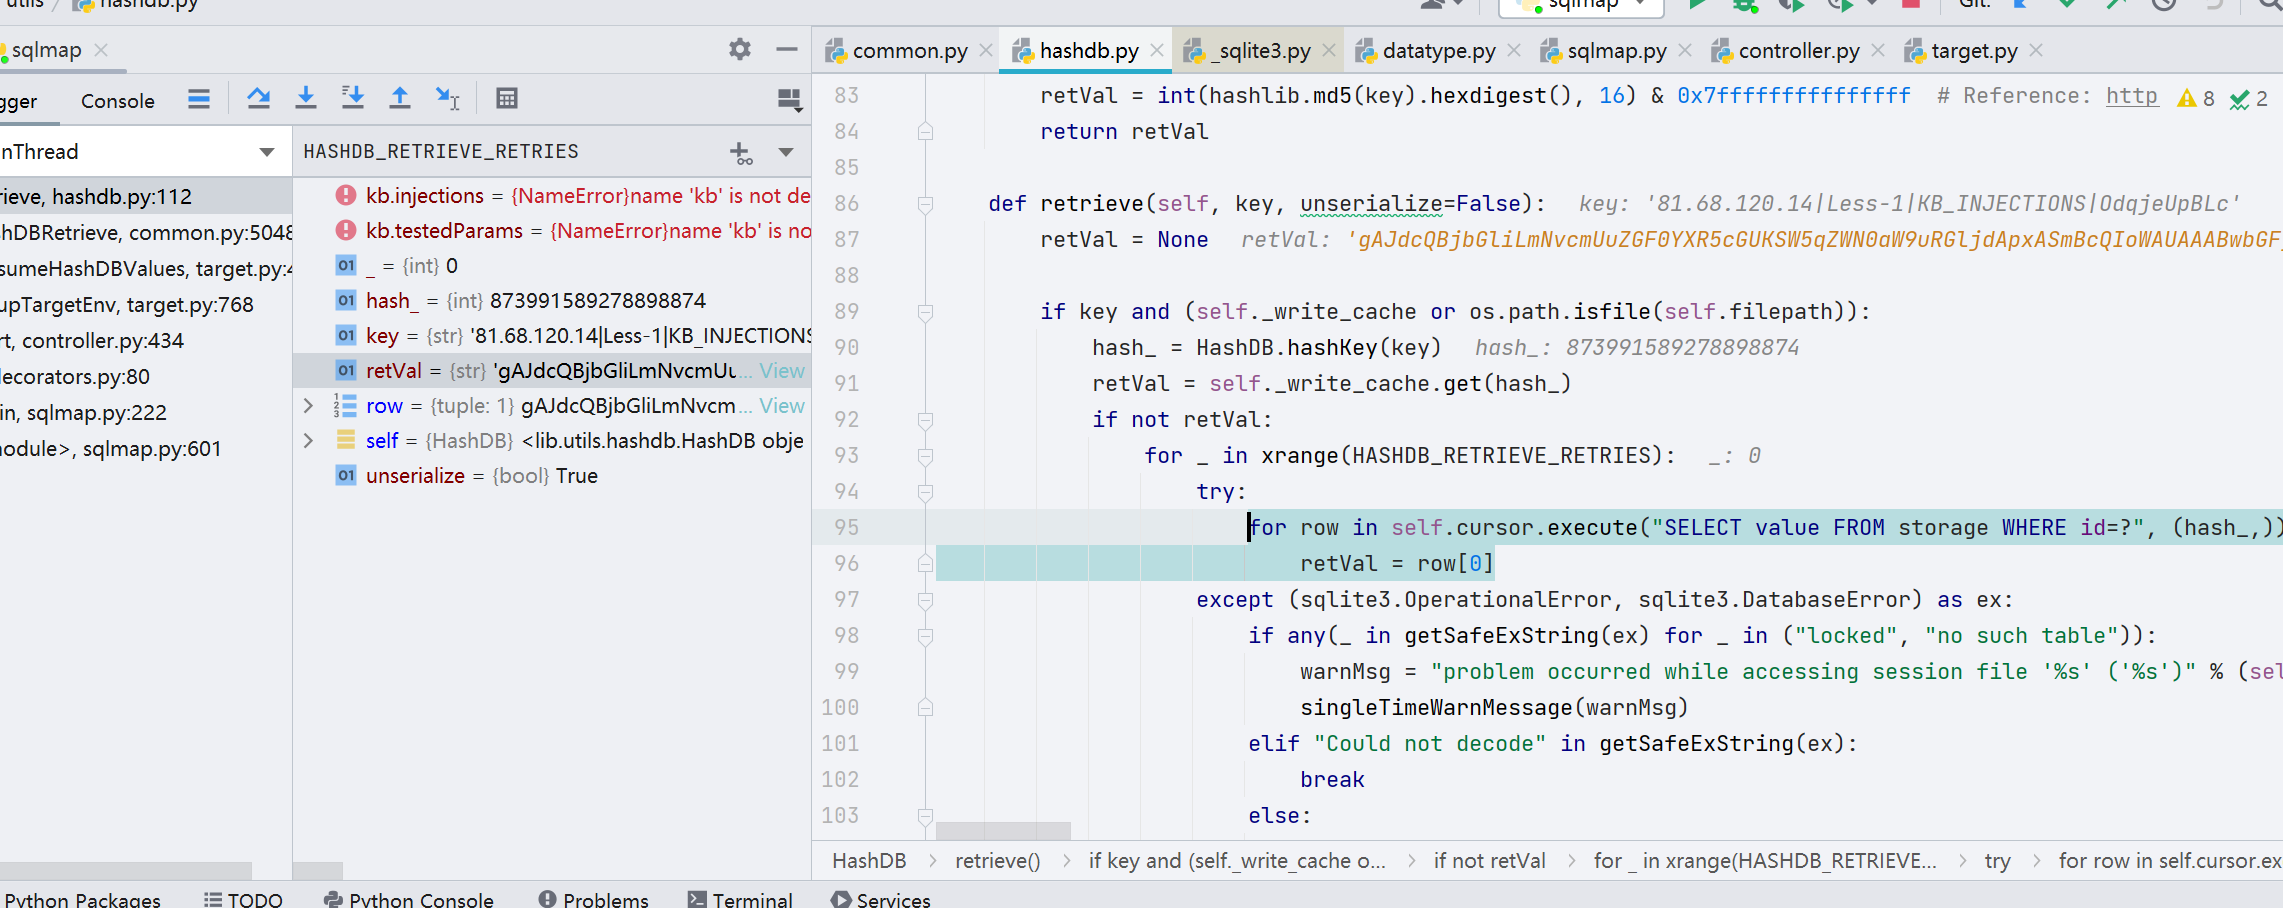 utils / hashdb.py
sqlmap
Git:
sqlmap
common.py hashdb.py _sqlite3.py datatype.py sqlmap.py controller.py target.py
gger Console
nThread
HASHDB_RETRIEVE_RETRIES
rieve, hashdb.py:112
shDBRetrieve, common.py:5048
sumeHashDBValues, target.py:4
upTargetEnv, target.py:768
rt, controller.py:434
decorators.py:80
in, sqlmap.py:222
module>, sqlmap.py:601
kb.injections = {NameError}name 'kb' is not de
kb.testedParams = {NameError}name 'kb' is no
_ = {int} 0
hash_ = {int} 873991589278898874
key = {str} '81.68.120.14|Less-1|KB_INJECTIONS
retVal = {str} 'gAJdcQBjbGliLmNvcmUu... View
row = {tuple: 1} gAJdcQBjbGliLmNvcm... View
self = {HashDB} <lib.utils.hashdb.HashDB obje
unserialize = {bool} True
83 retVal = int(hashlib.md5(key).hexdigest(), 16) & 0x7fffffffffffffff # Reference: http 8 2
84 return retVal
85
86 def retrieve(self, key, unserialize=False): key: '81.68.120.14|Less-1|KB_INJECTIONS|OdqjeUpBLc'
87 retVal = None retVal: 'gAJdcQBjbGliLmNvcmUuZGF0YXR5cGUKSW5qZWN0aW9uRGljdApxASmBcQIoWAUAAABwbGFj
88
89 if key and (self._write_cache or os.path.isfile(self.filepath)):
90 hash_ = HashDB.hashKey(key) hash_: 873991589278898874
91 retVal = self._write_cache.get(hash_)
92 if not retVal:
93 for _ in xrange(HASHDB_RETRIEVE_RETRIES): _: 0
94 try:
95 for row in self.cursor.execute("SELECT value FROM storage WHERE id=?", (hash_,))
96 retVal = row[0]
97 except (sqlite3.OperationalError, sqlite3.DatabaseError) as ex:
98 if any(_ in getSafeExString(ex) for _ in ("locked", "no such table")):
99 warnMsg = "problem occurred while accessing session file '%s' ('%s')" % (sel
100 singleTimeWarnMessage(warnMsg)
101 elif "Could not decode" in getSafeExString(ex):
102 break
103 else:
HashDB > retrieve() > if key and (self._write_cache o... > if not retVal > for _ in xrange(HASHDB_RETRIEVE... > try > for row in self.cursor.ex
Python Packages TODO Python Console Problems Terminal Services